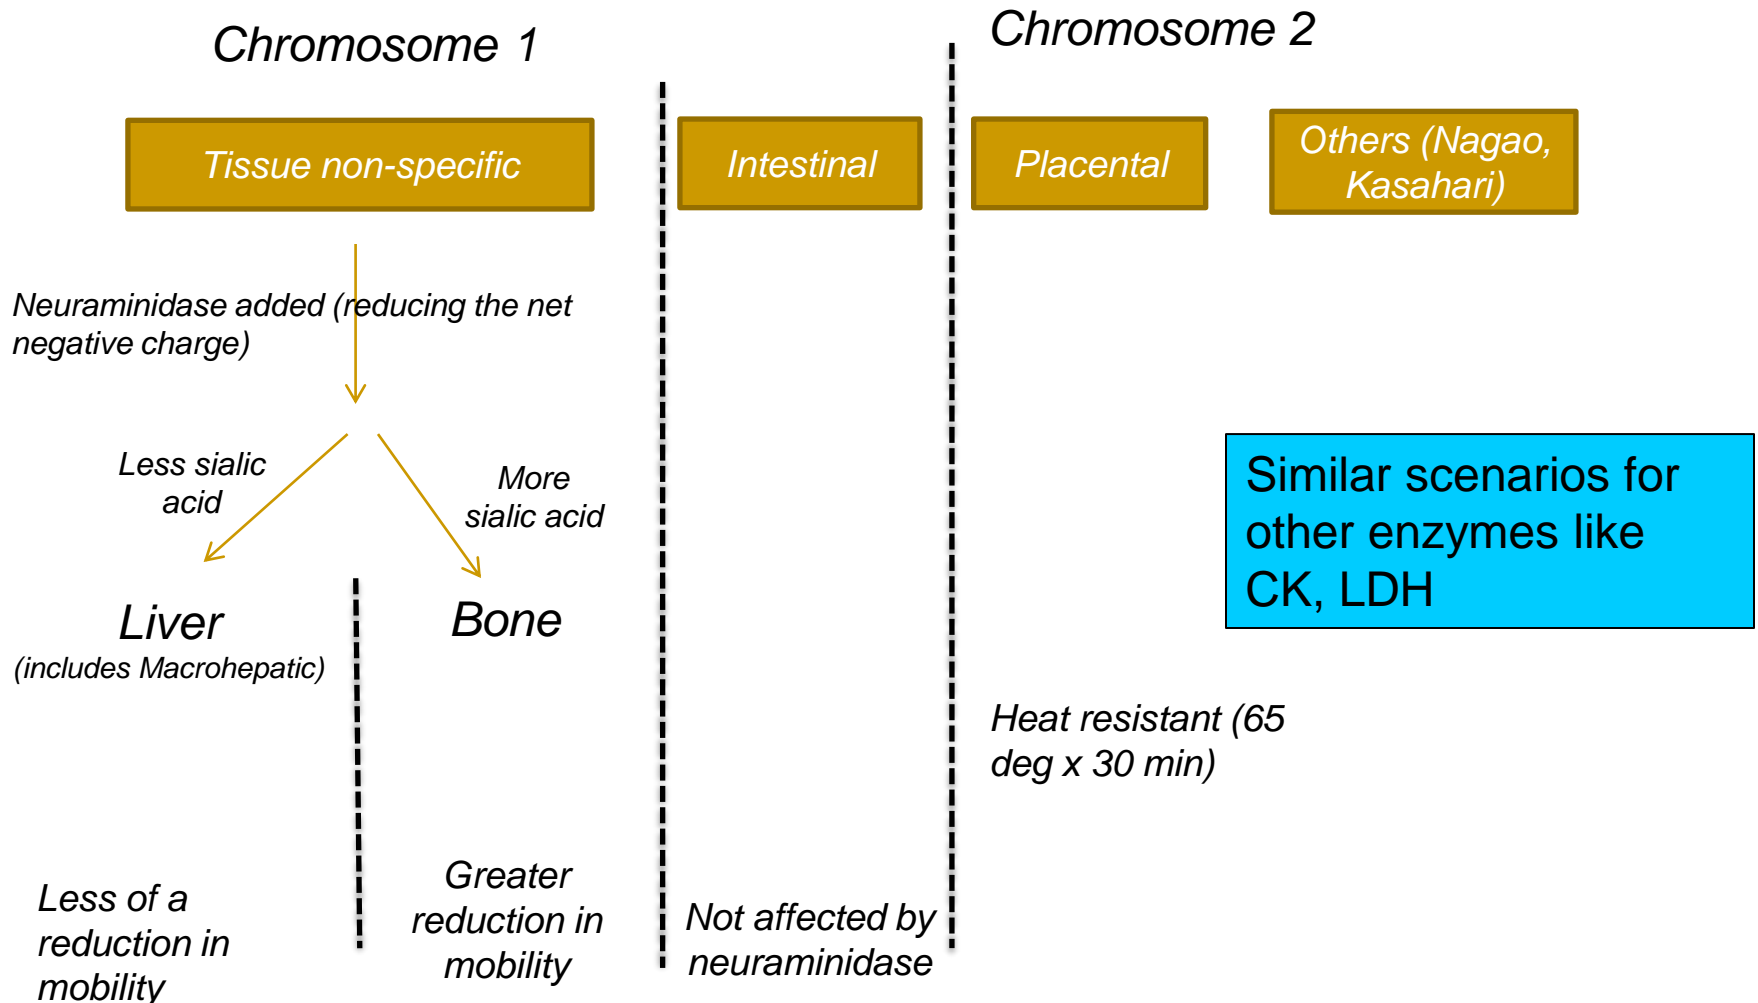 Chromosome 1
Chromosome 2
Tissue non-specific
Intestinal
Placental
Others (Nagao,
Kasahari)
Neuraminidase added (reducing the net
negative charge)
Less sialic
acid
More
sialic acid
Liver
(includes Macrohepatic)
Bone
Similar scenarios for
other enzymes like
CK, LDH
Heat resistant (65
deg x 30 min)
Less of a
reduction in
mobility
Greater
reduction in
mobility
Not affected by
neuraminidase